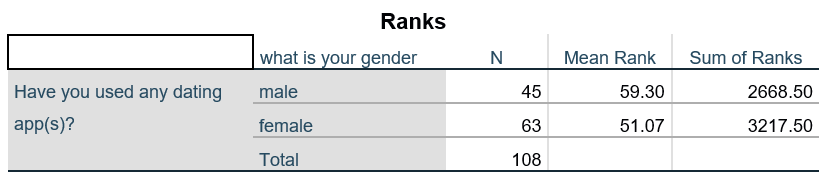 Ranks
what is your gender N Mean Rank Sum of Ranks
Have you used any dating app(s)? male 45 59.30 2668.50
female 63 51.07 3217.50
Total 108